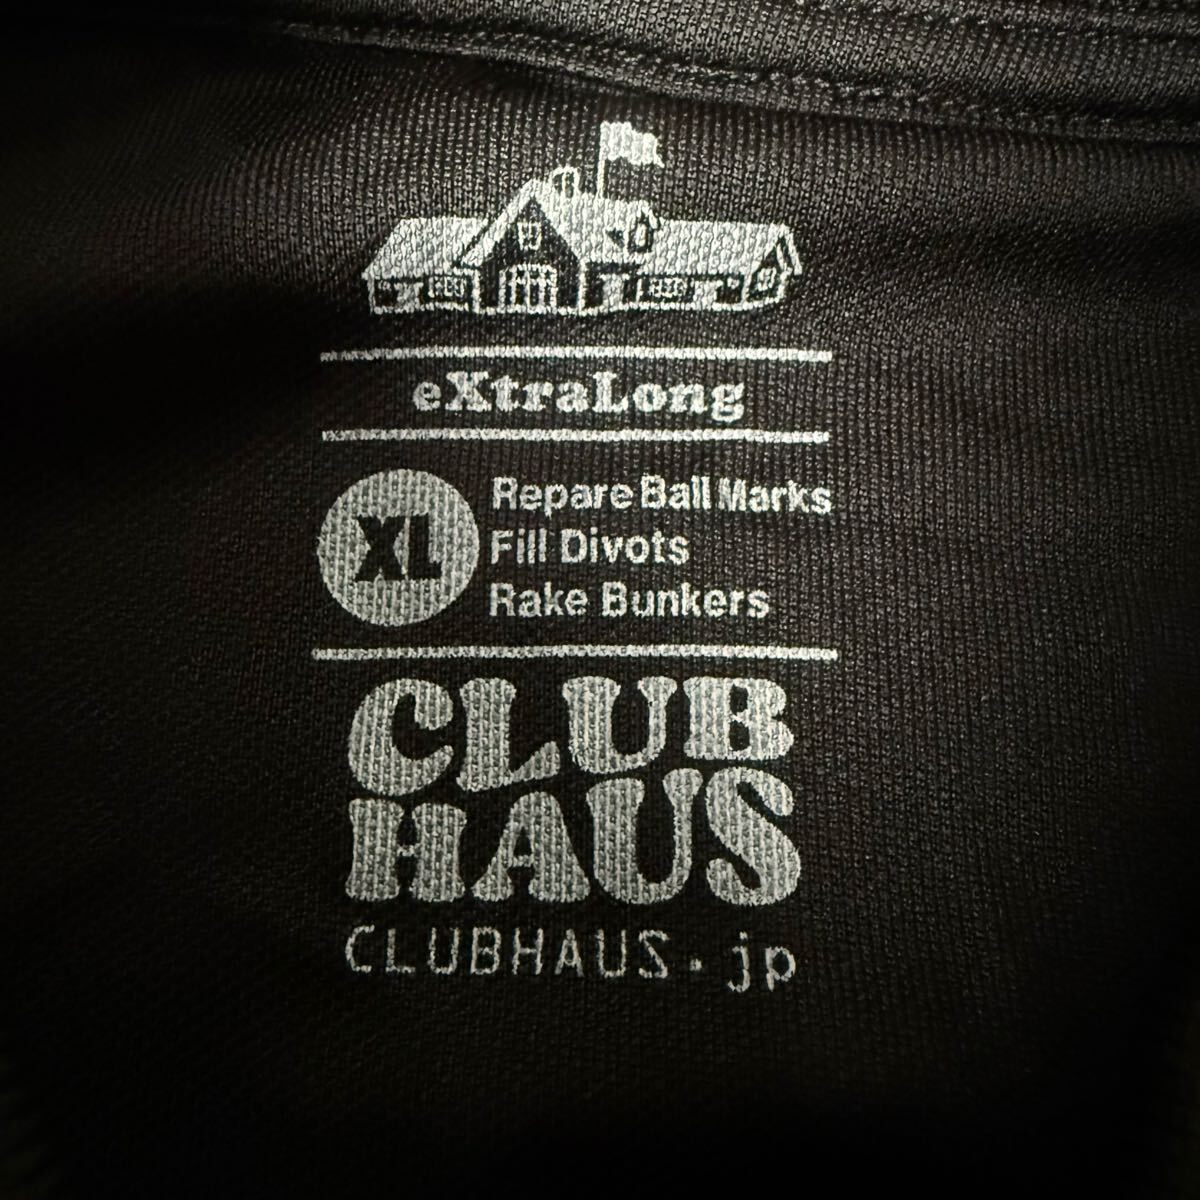 eXtraLong
XL
Repare Ball Marks
Fill Divots
Rake Bunkers
CLUB
HAUS
CLUBHAUS.jp